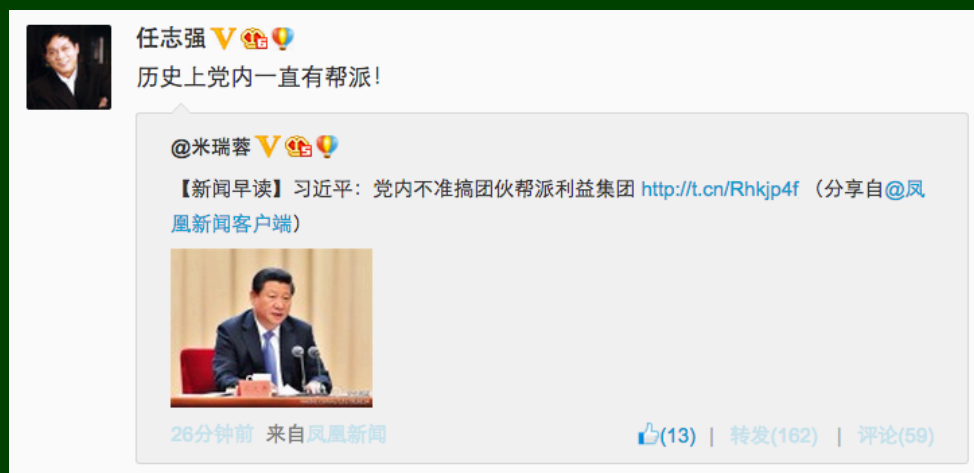 任志强
历史上党内一直有帮派！
@米瑞蓉
【新闻早读】习近平：党内不准搞团伙帮派利益集团 http://t.cn/Rhkjp4f （分享自@凤
凰新闻客户端）
26分钟前 来自凤凰新闻
(13) | 转发(162) | 评论(59)